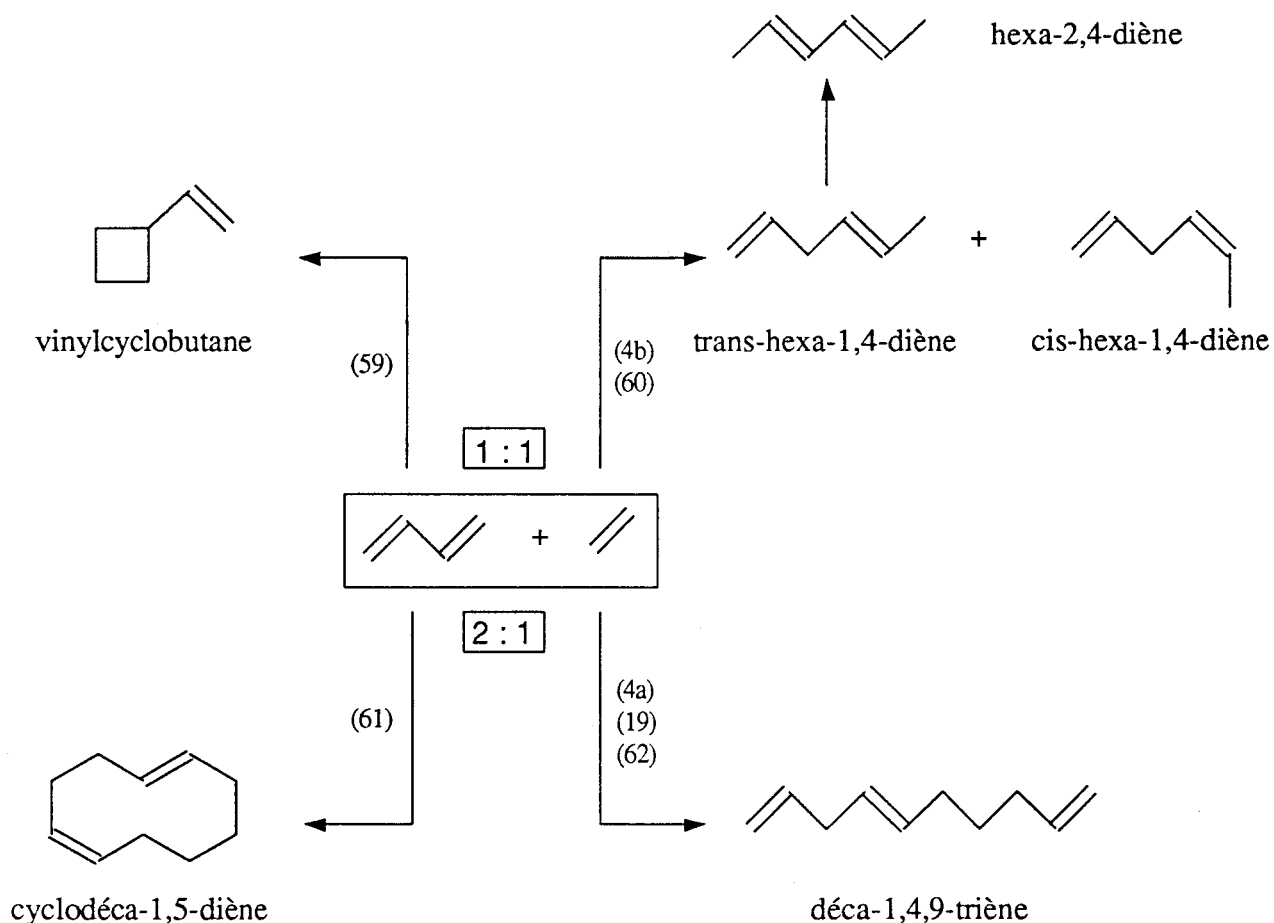 hexa-2,4-diène
vinylcyclobutane
(59)
(4b)
(60)
trans-hexa-1,4-diène
+
cis-hexa-1,4-diène
1 : 1
+
2 : 1
(61)
(4a)
(19)
(62)
cyclodéca-1,5-diène
déca-1,4,9-triène